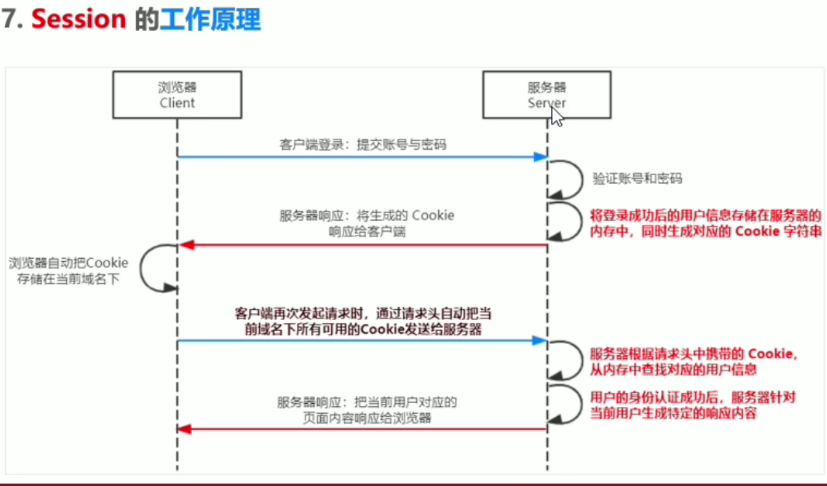 7. Session 的工作原理
浏览器
Client
服务器
Server
客户端登录：提交账号与密码
验证账号和密码
服务器响应：将生成的 Cookie
响应给客户端
将登录成功后的用户信息存储在服务器的
内存中，同时生成对应的 Cookie 字符串
浏览器自动把Cookie
存储在当前域名下
客户端再次发起请求时，通过请求头自动把当
前域名下所有可用的Cookie发送给服务器
服务器根据请求头中携带的 Cookie，
从内存中查找对应的用户信息
服务器响应：把当前用户对应的
页面内容响应给浏览器
用户的身份认证成功后，服务器针对
当前用户生成特定的响应内容